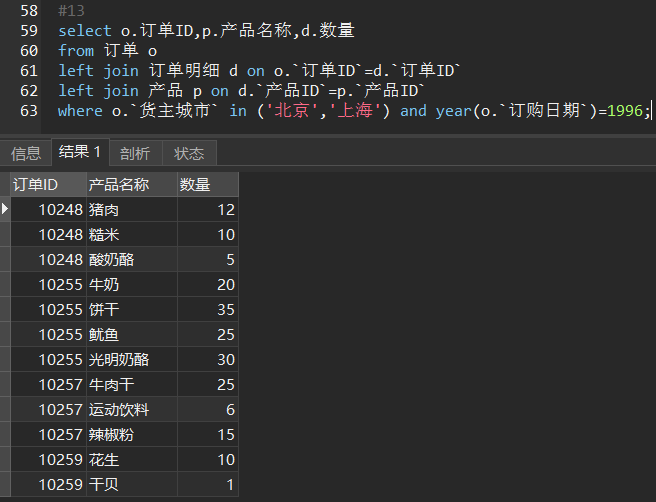 58 #13
59 select o.订单ID,p.产品名称,d.数量
60 from 订单 o
61 left join 订单明细 d on o.`订单ID`=d.`订单ID`
62 left join 产品 p on d.`产品ID`=p.`产品ID`
63 where o.`货主城市` in ('北京','上海') and year(o.`订购日期`)=1996;
信息 结果 1 剖析 状态
订单ID 产品名称 数量
10248 猪肉 12
10248 糙米 10
10248 酸奶酪 5
10255 牛奶 20
10255 饼干 35
10255 鱿鱼 25
10255 光明奶酪 30
10257 牛肉干 25
10257 运动饮料 6
10257 辣椒粉 15
10259 花生 10
10259 干贝 1